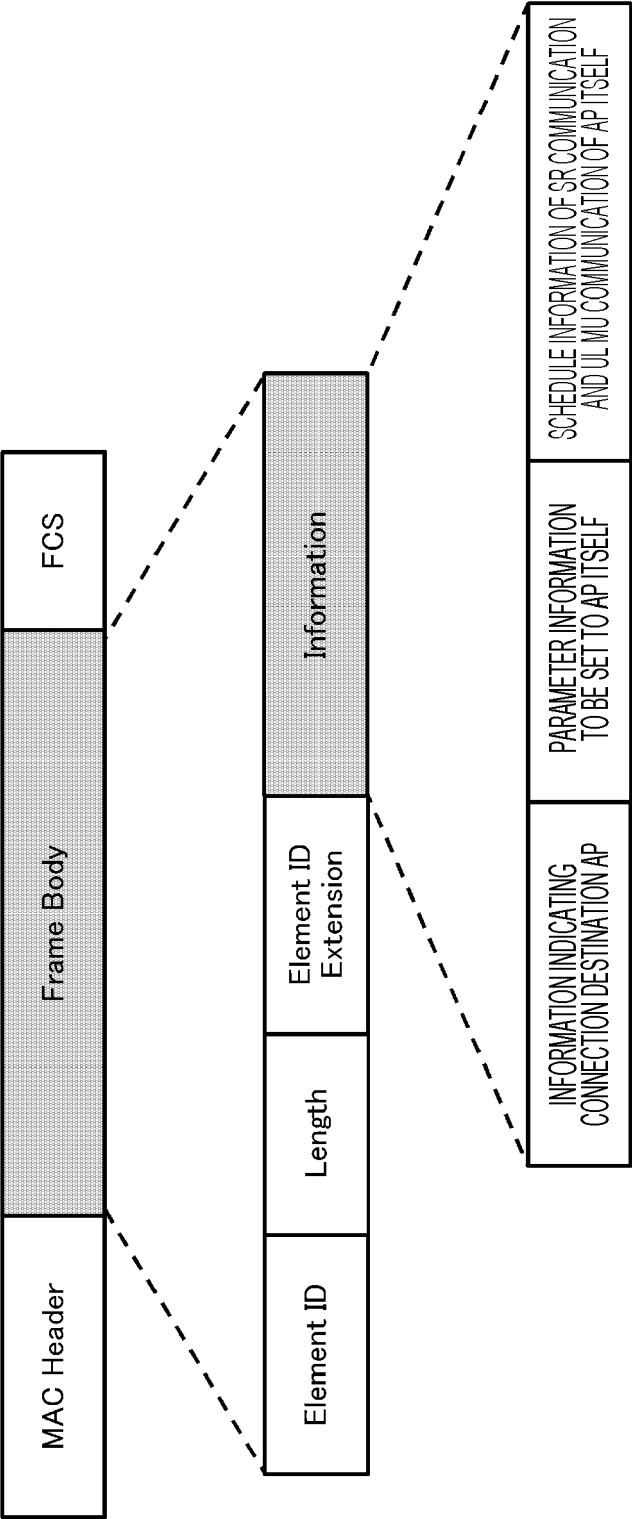 MAC Header
Frame Body
FCS
Element ID
Length
Element ID
Extension
Information
INFORMATION INDICATING
CONNECTION DESTINATION AP
PARAMETER INFORMATION
TO BE SET TO AP ITSELF
SCHEDULE INFORMATION OF SR COMMUNICATION
AND UL MU COMMUNICATION OF AP ITSELF